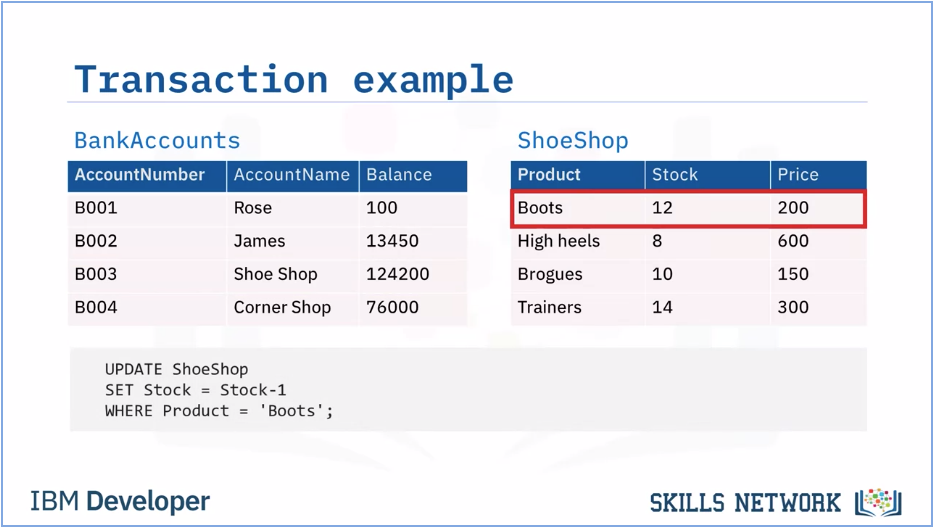 Transaction example
BankAccounts
AccountNumber AccountName Balance
B001 Rose 100
B002 James 13450
B003 Shoe Shop 124200
B004 Corner Shop 76000
ShoeShop
Product Stock Price
Boots 12 200
High heels 8 600
Brogues 10 150
Trainers 14 300
UPDATE ShoeShop
SET Stock = Stock-1
WHERE Product = 'Boots';
IBM Developer
SKILLS NETWORK